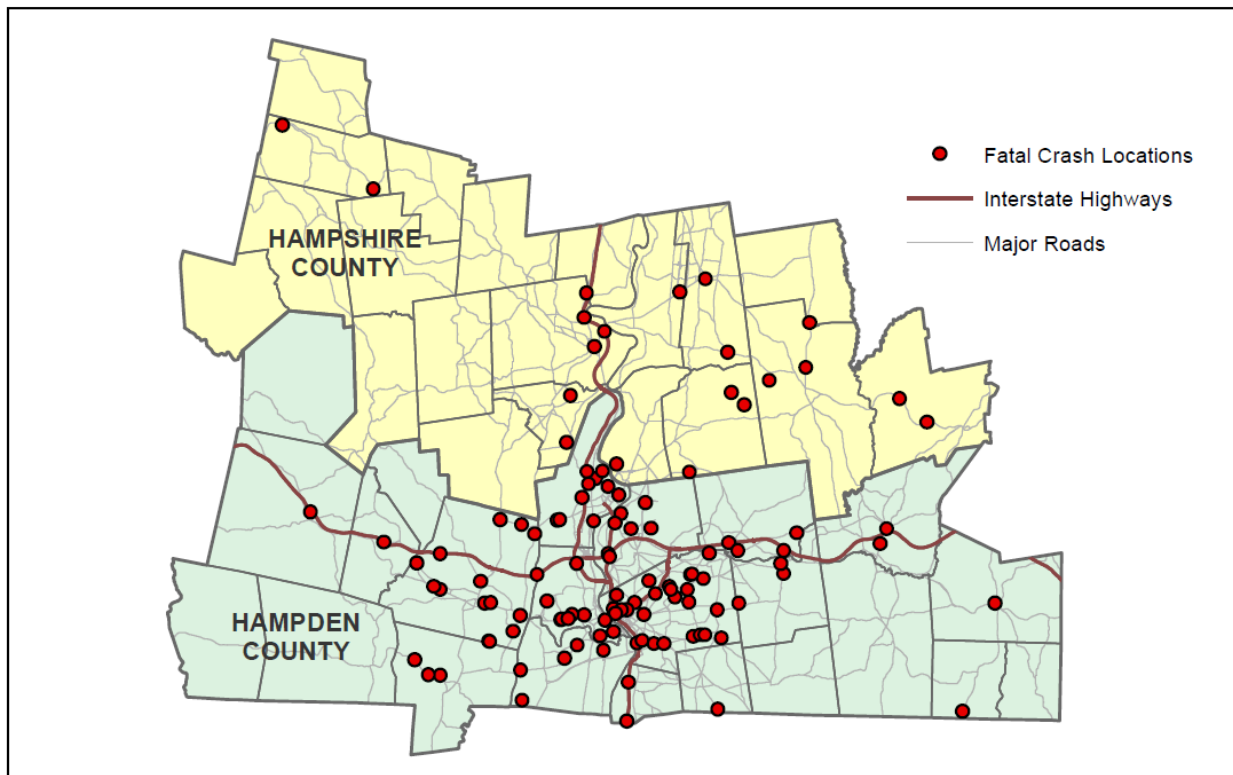 Fatal Crash Locations
Interstate Highways
Major Roads
HAMPSHIRE
COUNTY
HAMPDEN
COUNTY